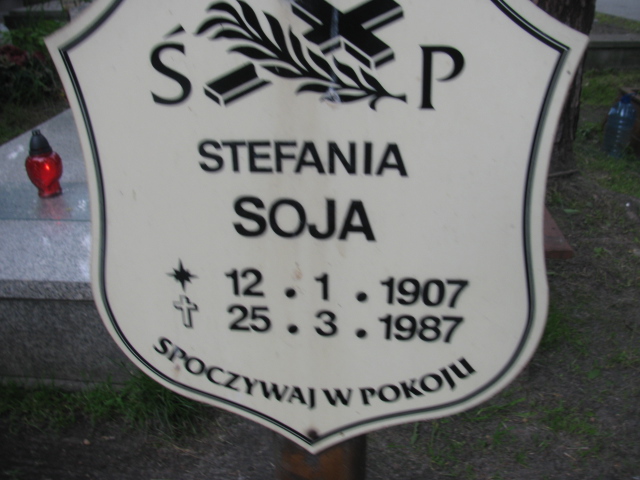 Ś P
STEFANIA
SOJA
12.1.1907
25.3.1987
SPOCZYWAJ W POKOJU